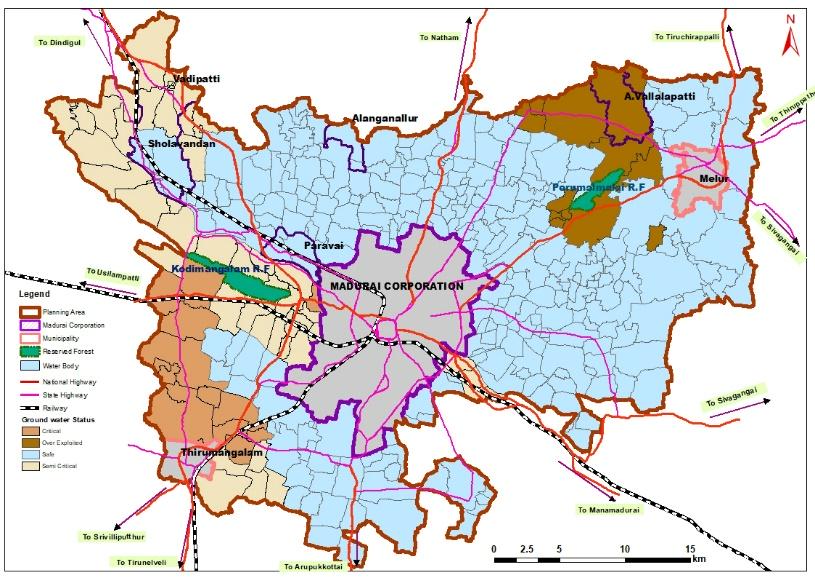 To Dindigul
To Natham
To Tiruchirappalli
N
Vadipatti
A.Vallalapatti
Alanganallur
To Thiruppathu
Sholavandan
Perumalmalai R.F
Melur
To Sivagangai
Paravai
Kodimangalam R.F
To Usilampatti
MADURAI CORPORATION
Legend
Planning Area
Madurai Corporation
Municipality
Reserved Forest
Water Body
National Highway
State Highway
Railway
Ground water Status
Critical
Over Exploited
Safe
Semi Critical
To Sivagangai
Thirumangalam
To Manamadurai
To Srivilliputthur
To Tirunelveli
To Arupukkottai
0 2.5 5 10 15
km